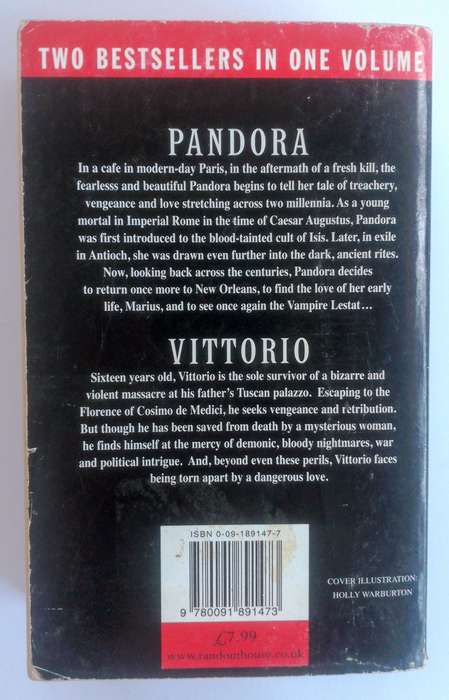 TWO BESTSELLERS IN ONE VOLUME
PANDORA
In a cafe in modern-day Paris, in the aftermath of a fresh kill, the
fearlesss and beautiful Pandora begins to tell her tale of treachery,
vengeance and love stretching across two millennia. As a young
mortal in Imperial Rome in the time of Caesar Augustus, Pandora
was first introduced to the blood-tainted cult of Isis. Later, in exile
in Antioch, she was drawn even further into the dark, ancient rites.
Now, looking back across the centuries, Pandora decides
to return once more to New Orleans, to find the love of her early
life, Marius, and to see once again the Vampire Lestat...
VITTORIO
Sixteen years old, Vittorio is the sole survivor of a bizarre and
violent massacre at his father's Tuscan palazzo. Escaping to the
Florence of Cosimo de Medici, he seeks vengeance and retribution.
But though he has been saved from death by a mysterious woman,
he finds himself at the mercy of demonic, bloody nightmares, war
and political intrigue. And, beyond even these perils, Vittorio faces
being torn apart by a dangerous love.
ISBN 0-09-189147-7
9 780091 891473
£7.99
www.randomhouse.co.uk
COVER ILLUSTRATION:
HOLLY WARBURTON